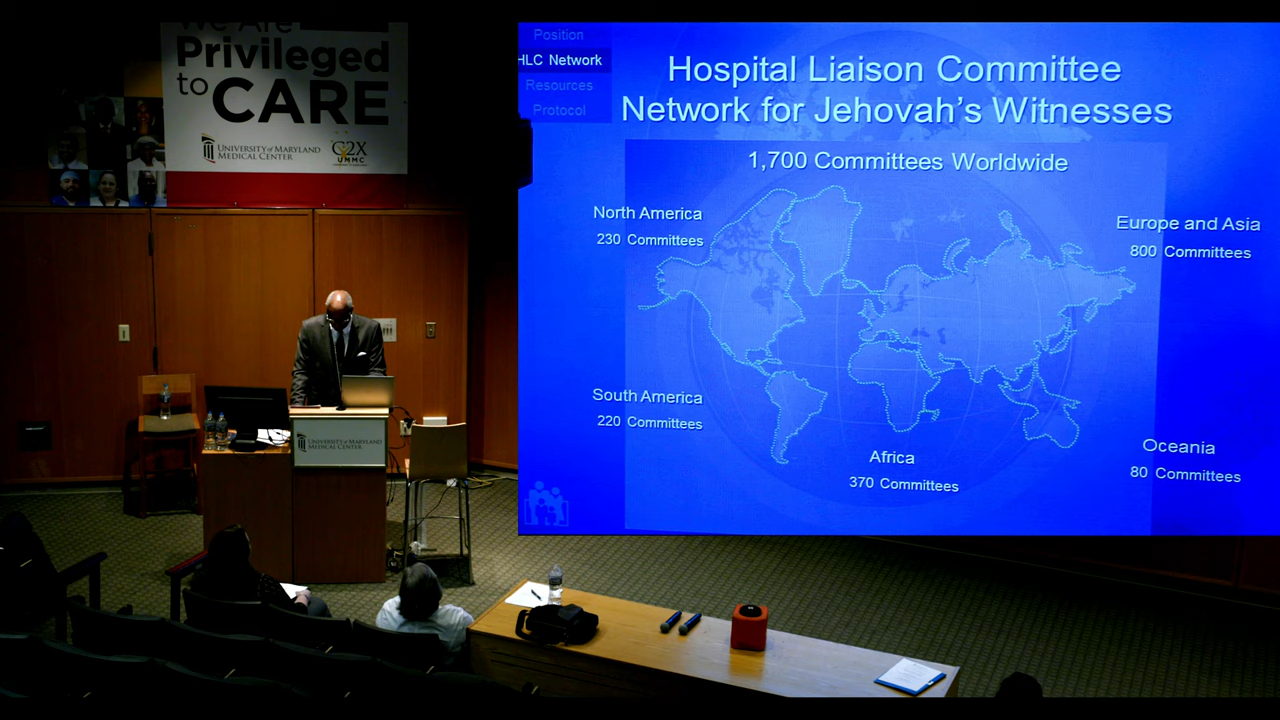 We Are
Privileged
to CARE
UNIVERSITY of MARYLAND
MEDICAL CENTER
C2X
UMMC
Position
HLC Network
Resources
Protocol
Hospital Liaison Committee
Network for Jehovah's Witnesses
1,700 Committees Worldwide
North America
230 Committees
Europe and Asia
800 Committees
South America
220 Committees
Africa
370 Committees
Oceania
80 Committees
UNIVERSITY of MARYLAND
MEDICAL CENTER